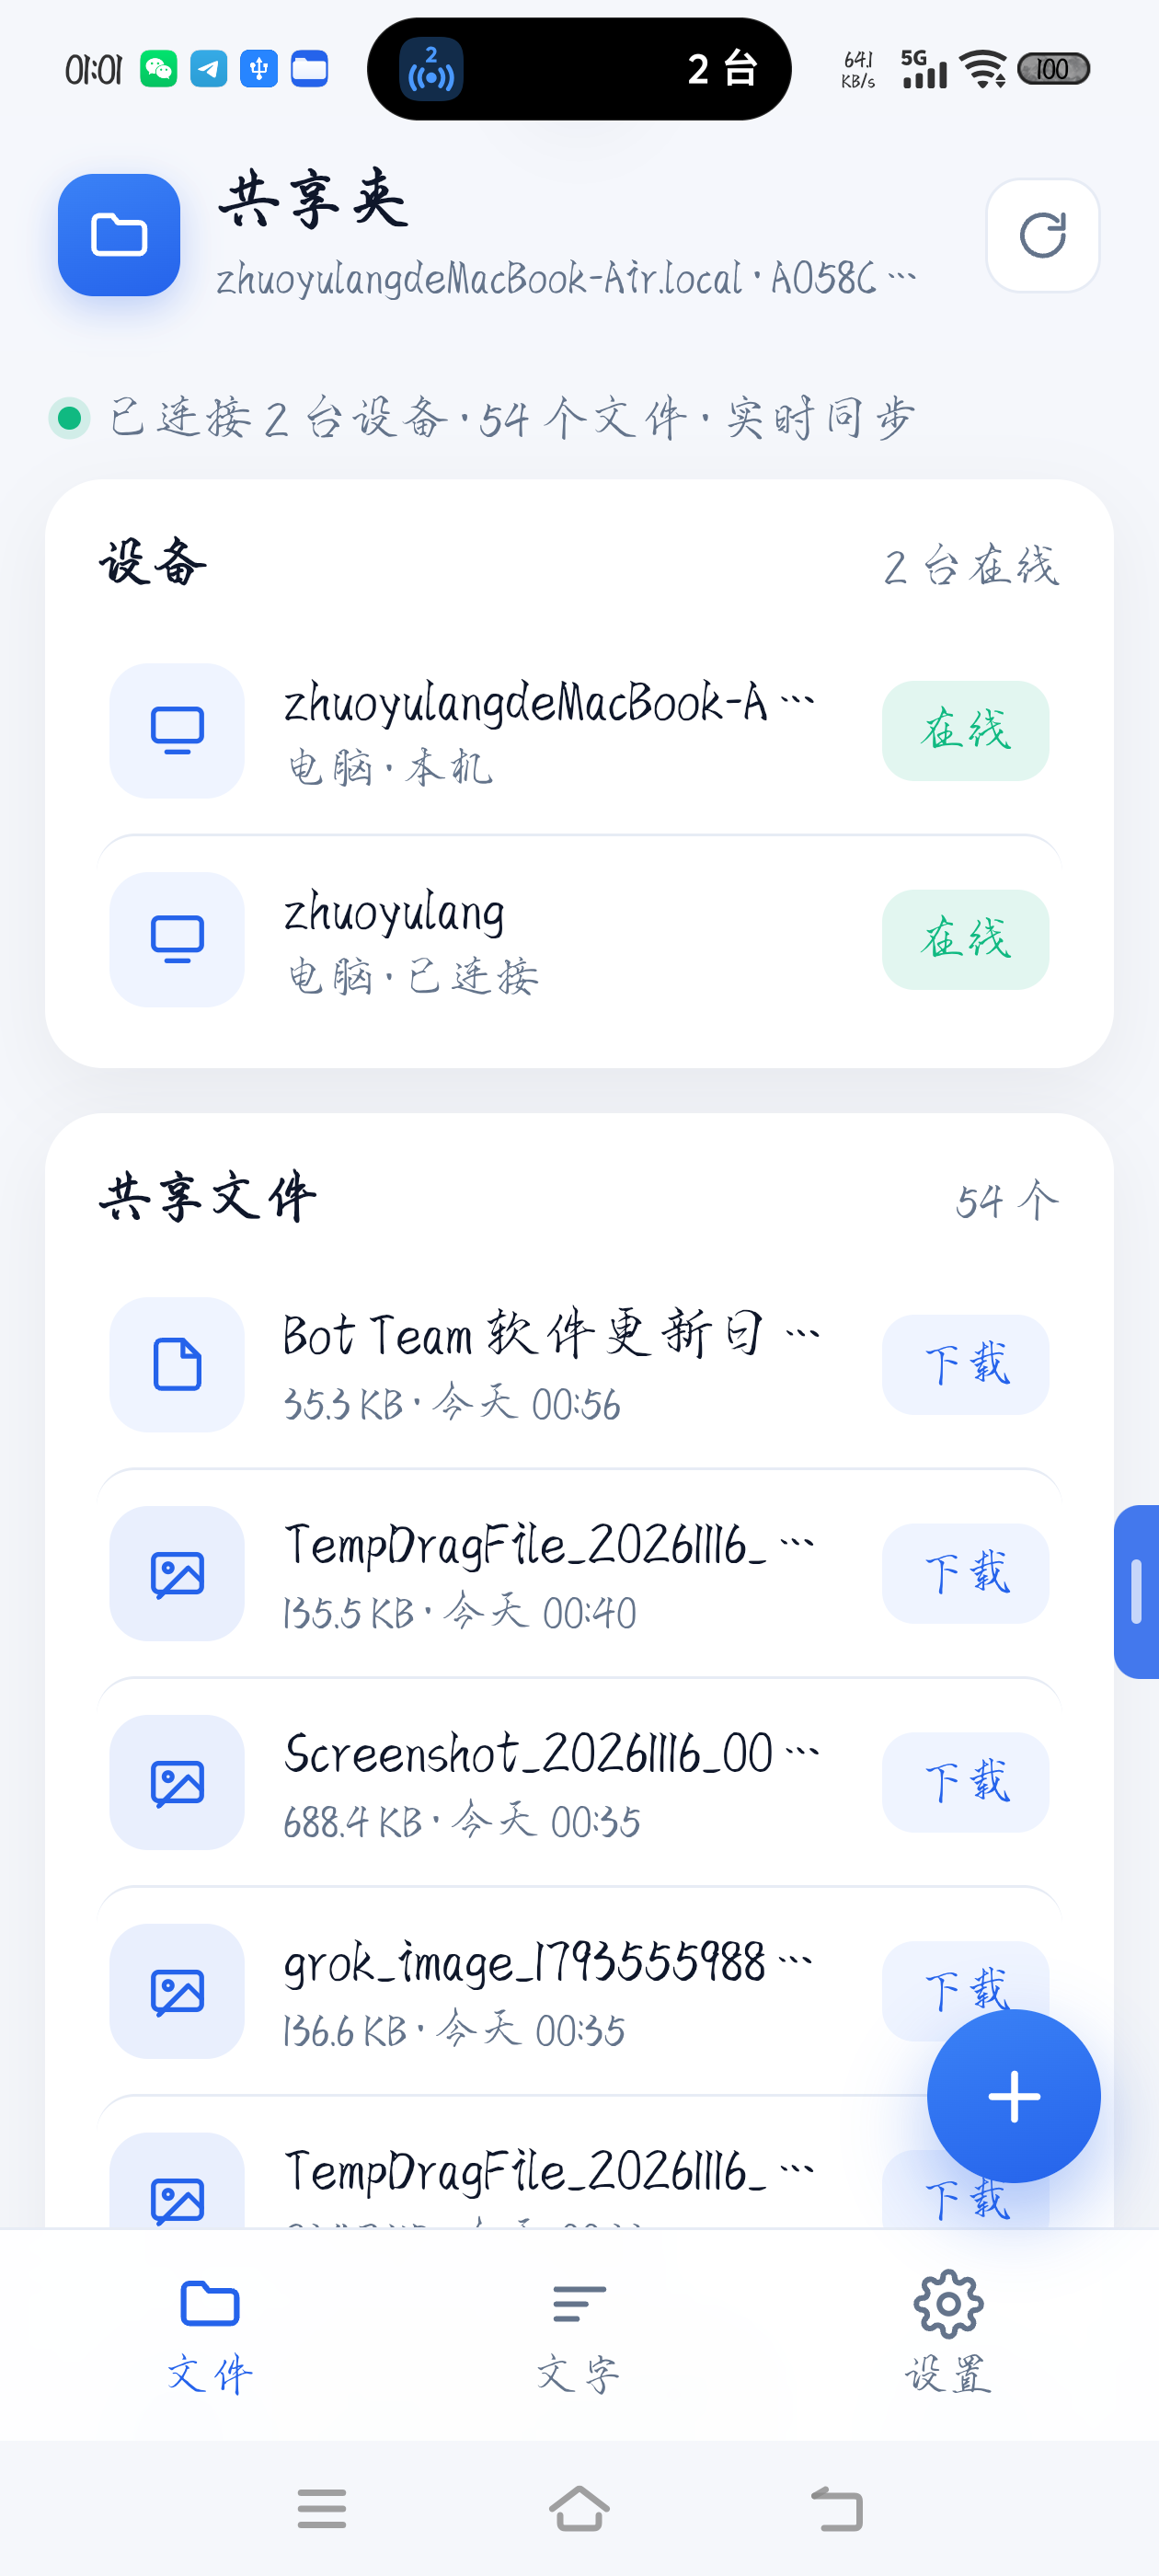 01:01
2
2 台
64.1
KB/s
5G
100
共享夹
zhuoyulangdeMacBook-Air.local · A058C ···
已连接 2 台设备 · 54 个文件 · 实时同步
设备
2 台在线
zhuoyulangdeMacBook-A ···
电脑 · 本机
在线
zhuoyulang
电脑 · 已连接
在线
共享文件
54 个
Bot Team 软件更新日 ···
35.3 KB · 今天 00:56
下载
TempDragFile_20261116_ ···
135.5 KB · 今天 00:40
下载
Screenshot_20261116_00 ···
688.4 KB · 今天 00:35
下载
grok_image_1793555988 ···
136.6 KB · 今天 00:35
下载
TempDragFile_20261116_ ···
下载
文件
文字
设置